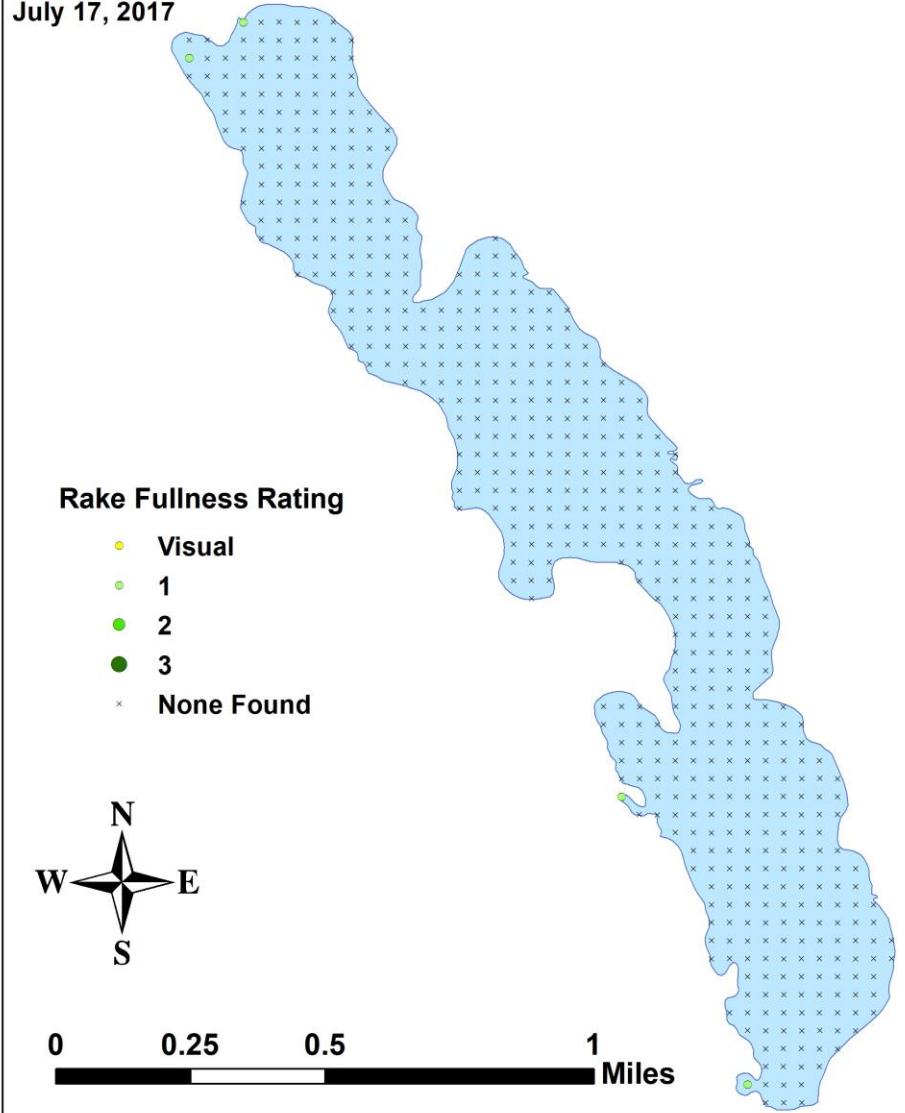 July 17, 2017
Rake Fullness Rating
Visual
1
2
3
None Found
N
W E
S
0 0.25 0.5 1
Miles